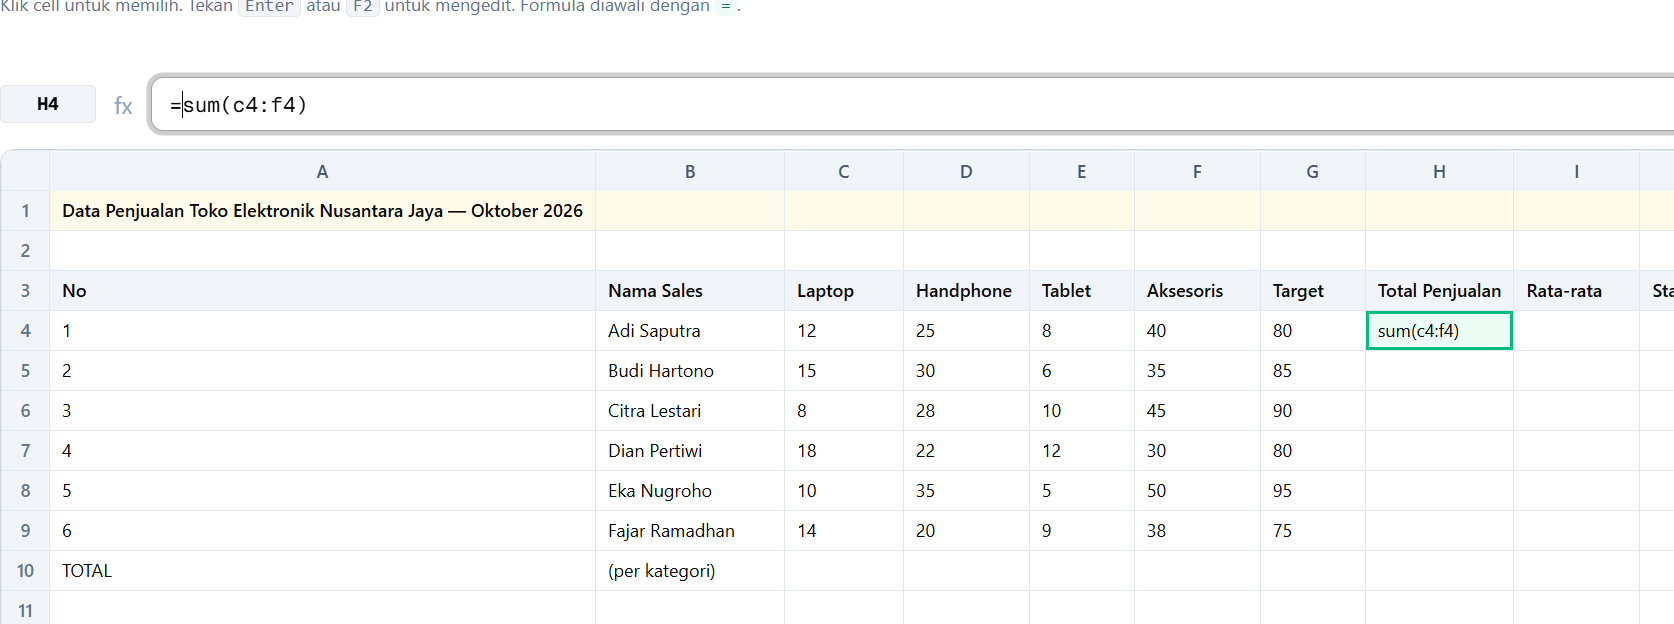 Klik cell untuk memilih. Tekan Enter atau F2 untuk mengedit. Formula diawali dengan = .
H4 fx =sum(c4:f4)
A B C D E F G H I
1 Data Penjualan Toko Elektronik Nusantara Jaya — Oktober 2026
2
3 No Nama Sales Laptop Handphone Tablet Aksesoris Target Total Penjualan Rata-rata Sta
4 1 Adi Saputra 12 25 8 40 80 sum(c4:f4)
5 2 Budi Hartono 15 30 6 35 85
6 3 Citra Lestari 8 28 10 45 90
7 4 Dian Pertiwi 18 22 12 30 80
8 5 Eka Nugroho 10 35 5 50 95
9 6 Fajar Ramadhan 14 20 9 38 75
10 TOTAL (per kategori)
11